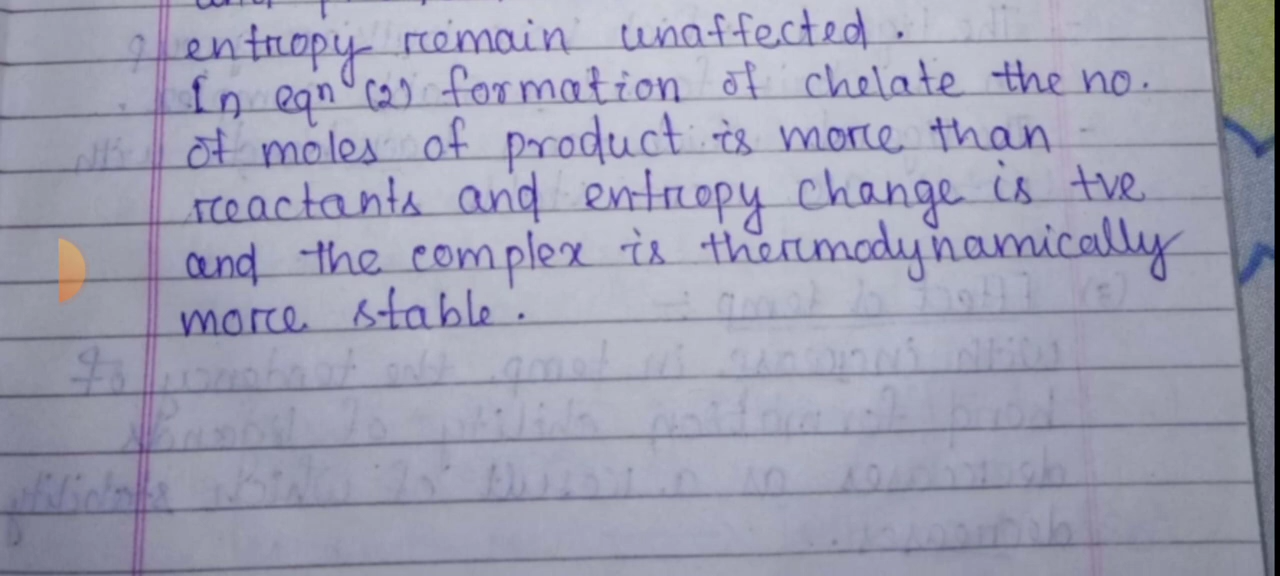 entropy remain unaffected.
In eqn (2) formation of chelate the no.
of moles of product is more than
reactants and entropy change is +ve
and the complex is thermodynamically
more stable.